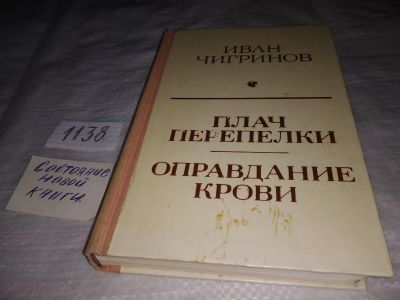 ИВАН
ЧИГРИНОВ
ПЛАЧ
ПЕРЕПЕЛКИ
ОПРАВДАНИЕ
КРОВИ
1138
Состояние
новой
книги